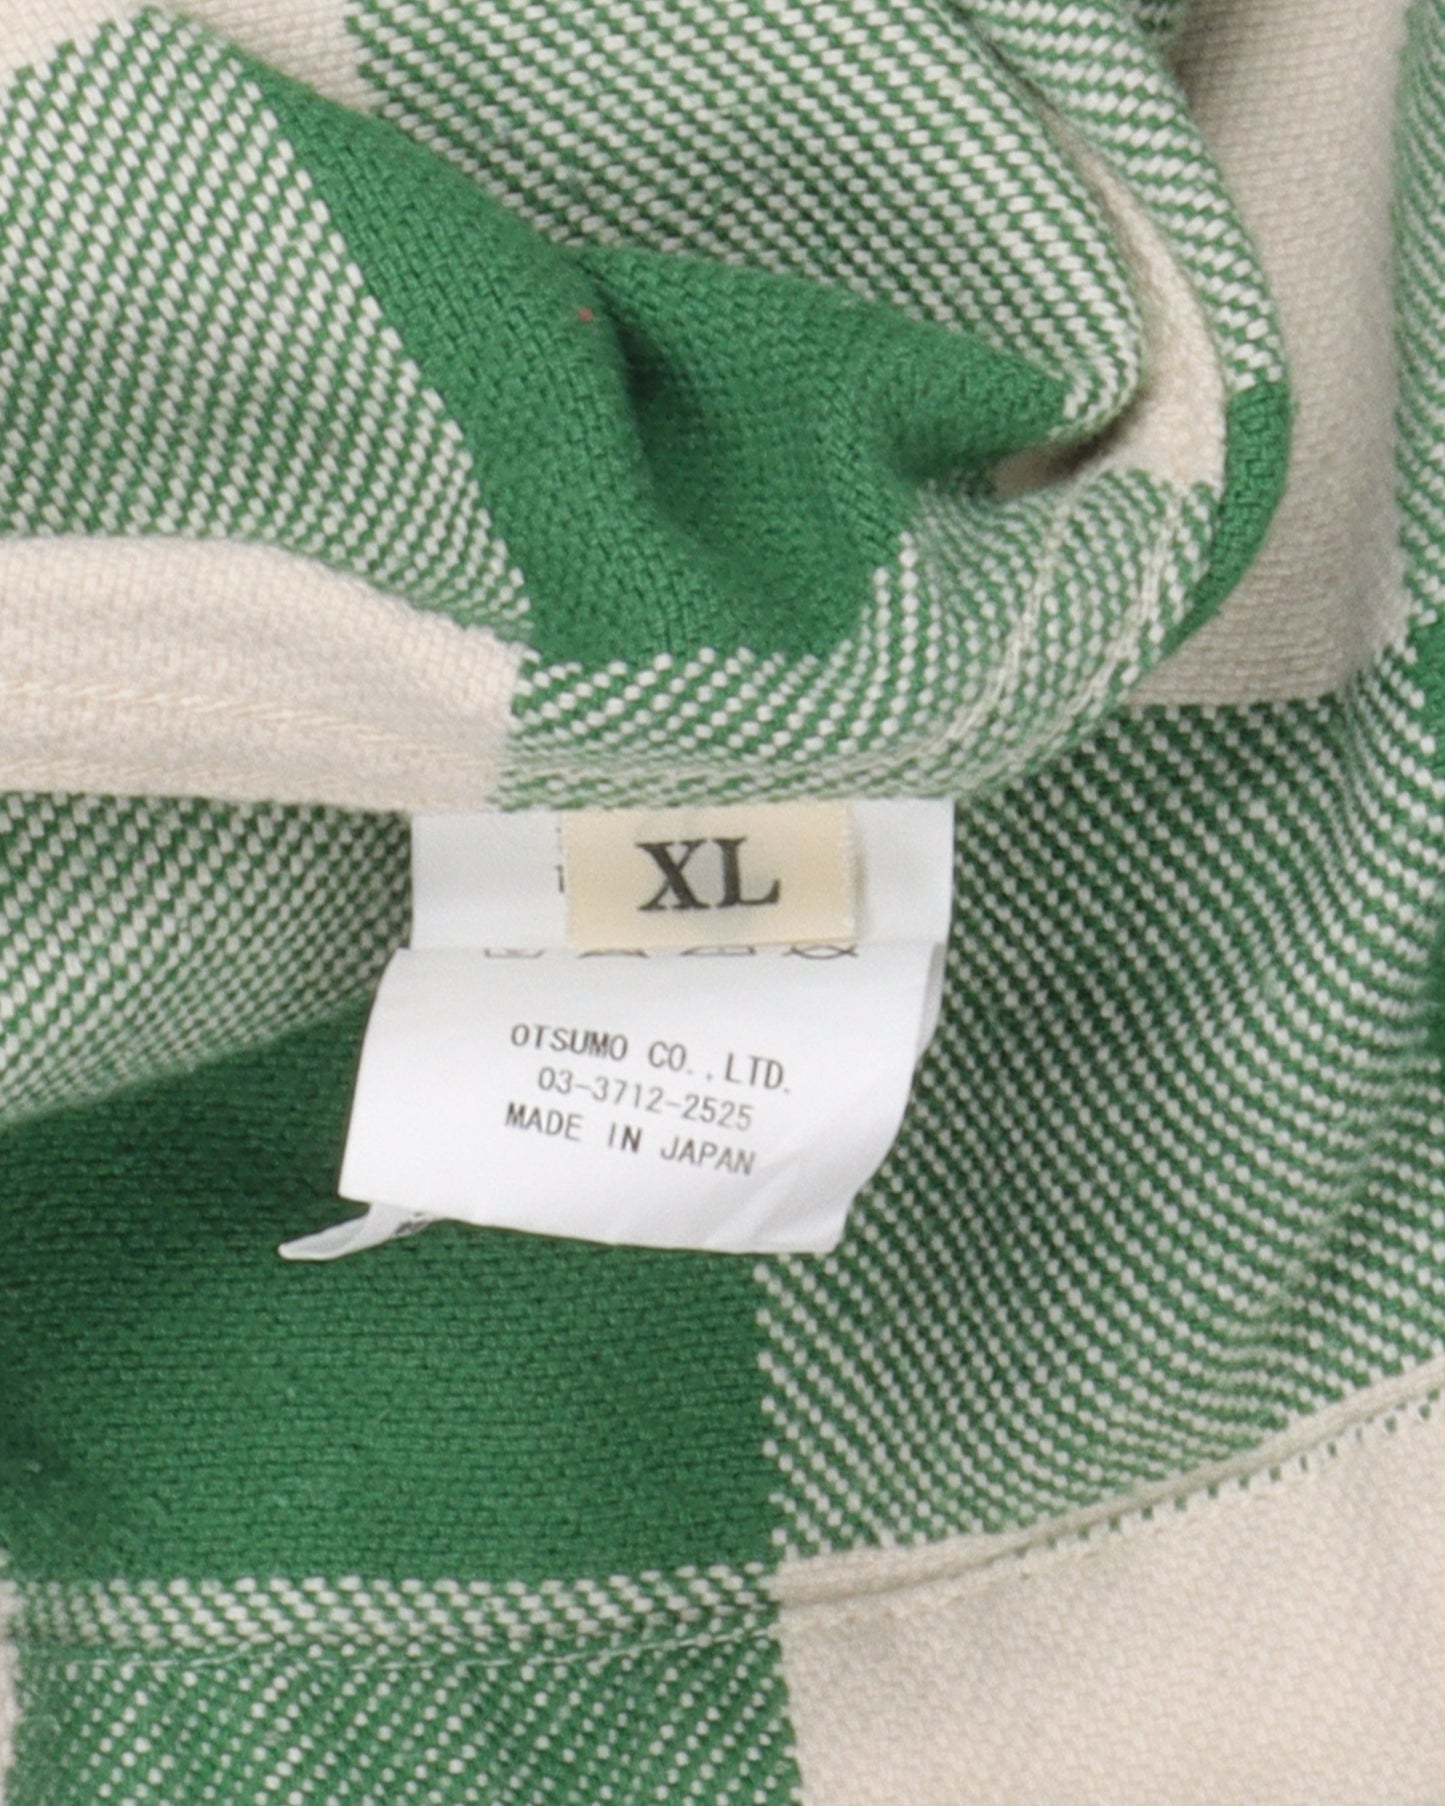 XL
OTSUMO CO.,LTD.
03-3712-2525
MADE IN JAPAN